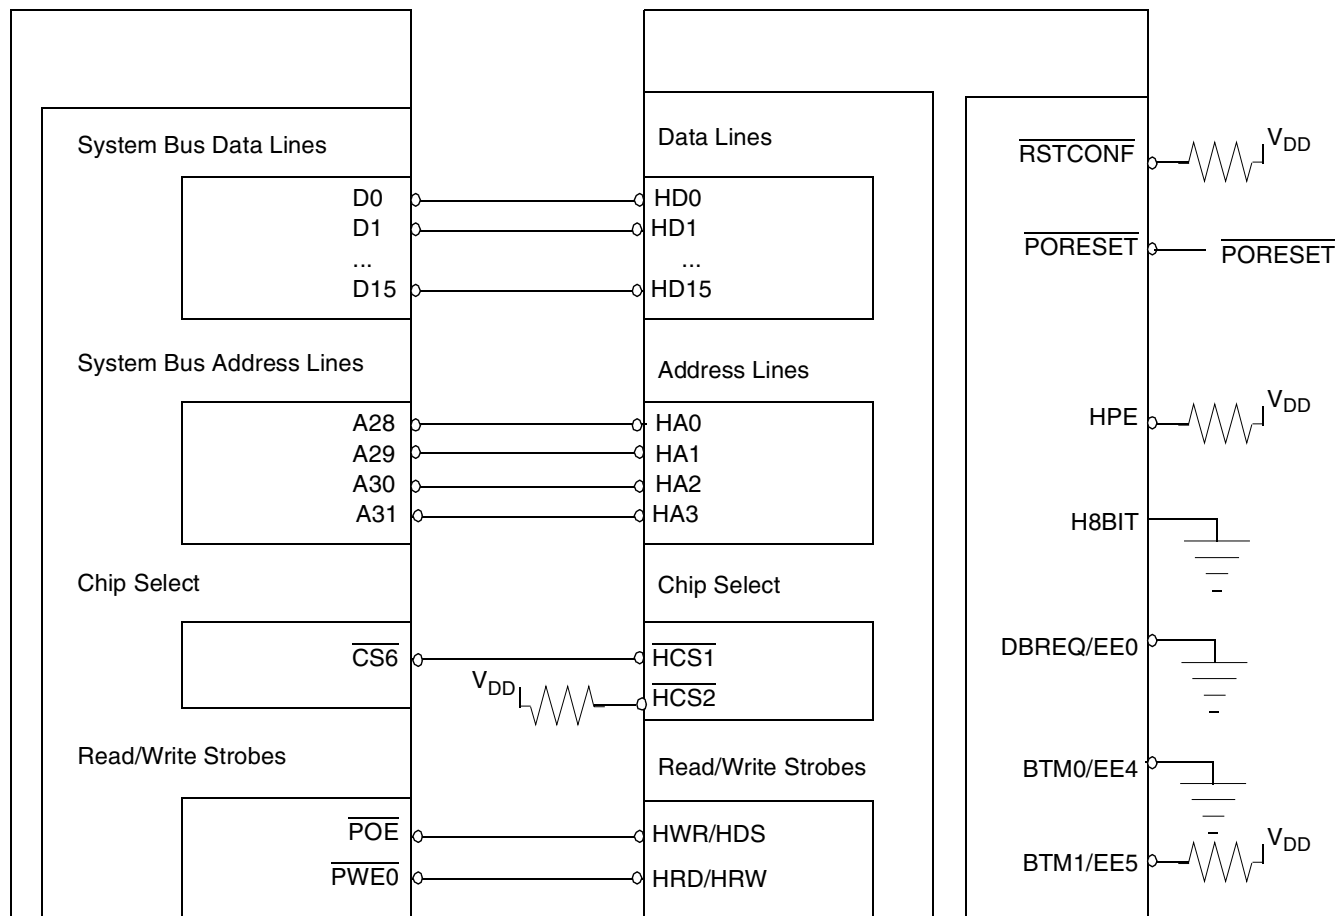 System Bus Data Lines
D0
D1
...
D15
System Bus Address Lines
A28
A29
A30
A31
Chip Select
CS6
VDD
Read/Write Strobes
POE
PWE0
Data Lines
HD0
HD1
...
HD15
Address Lines
HA0
HA1
HA2
HA3
Chip Select
HCS1
HCS2
Read/Write Strobes
HWR/HDS
HRD/HRW
RSTCONF
VDD
PORESET
PORESET
HPE
VDD
H8BIT
DBREQ/EE0
BTM0/EE4
BTM1/EE5
VDD